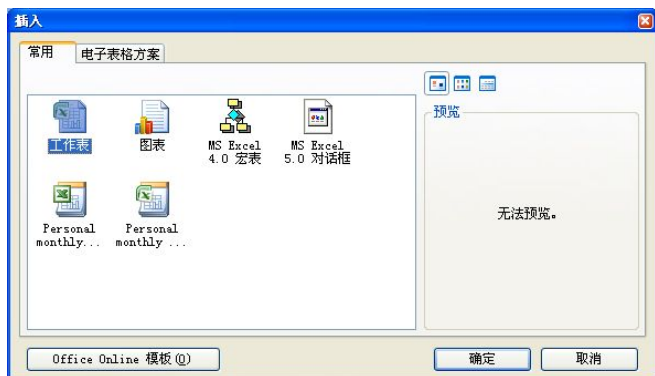 插入
常用
电子表格方案
工作表
图表
MS Excel
4.0 宏表
MS Excel
5.0 对话框
Personal
monthly...
Personal
monthly ...
预览
无法预览。
Office Online 模板(Q)
确定
取消